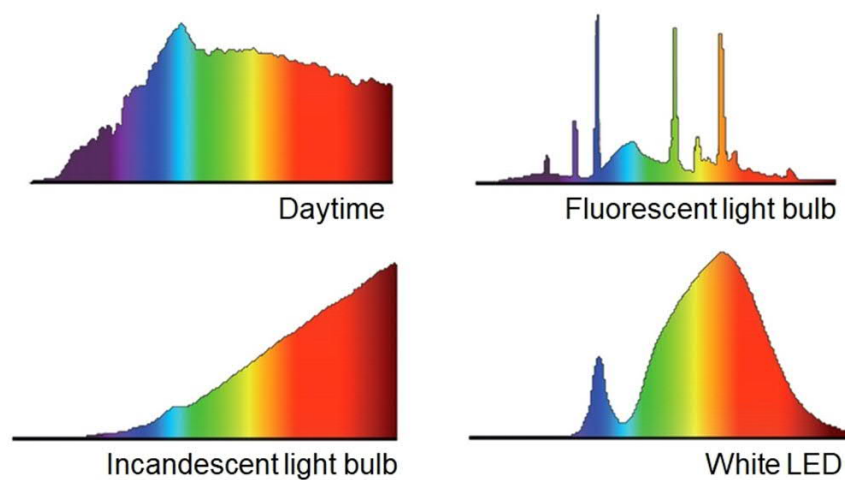 Daytime
Fluorescent light bulb
Incandescent light bulb
White LED